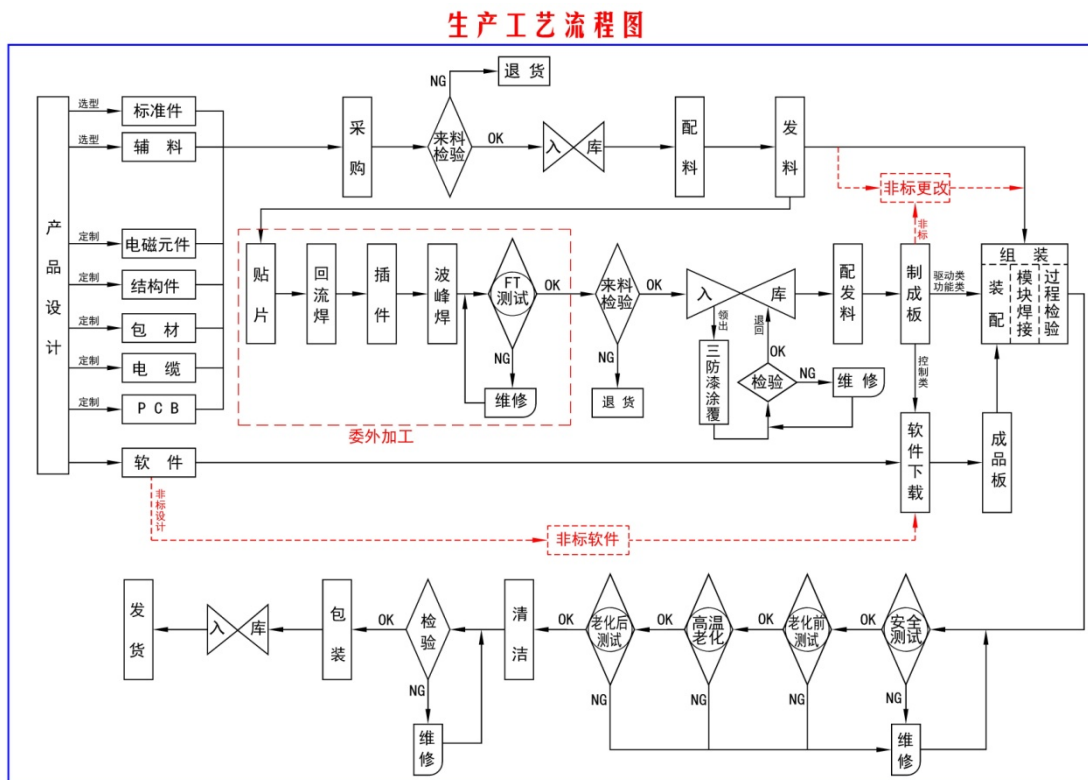 生产工艺流程图
NG
退 货
选型
标准件
选型
辅 料
采购
来料
检验
OK
入 库
配料
发料
非标更改
非标
产品设计
定制
电磁元件
定制
结构件
定制
包 材
定制
电 缆
定制
P C B
软 件
贴片
回流焊
插件
波峰焊
FT
测试
OK
NG
维修
委外加工
来料
检验
OK
NG
退 货
入 库
领出
退回
三防漆涂覆
OK
检验
NG
维 修
配发料
制成板
驱动类
功能类
控制类
组 装
装配
模块焊接
过程检验
软件下载
成品板
非标设计
非标软件
发货
入 库
包装
OK
检验
NG
维修
清洁
OK
老化后
测试
NG
OK
高温
老化
NG
OK
老化前
测试
NG
OK
安全
测试
NG
维修